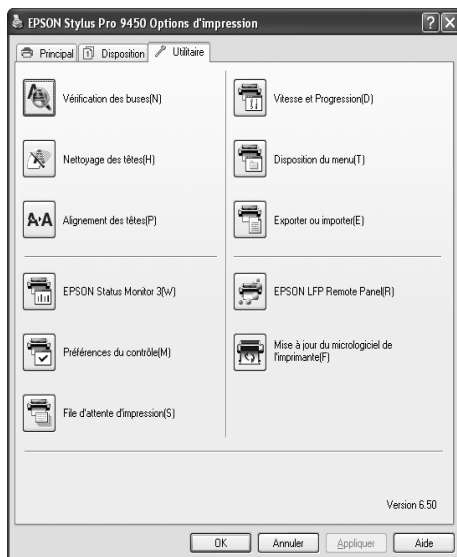 EPSON Stylus Pro 9450 Options d'impression
Principal Disposition Utilitaire
Vérification des buses(N)
Nettoyage des têtes(H)
Alignement des têtes(P)
Vitesse et Progression(D)
Disposition du menu(T)
Exporter ou importer(E)
EPSON Status Monitor 3(W)
Préférences du contrôle(M)
File d'attente d'impression(S)
EPSON LFP Remote Panel(R)
Mise à jour du micrologiciel de
l'imprimante(F)
Version 6.50
OK Annuler Appliquer Aide